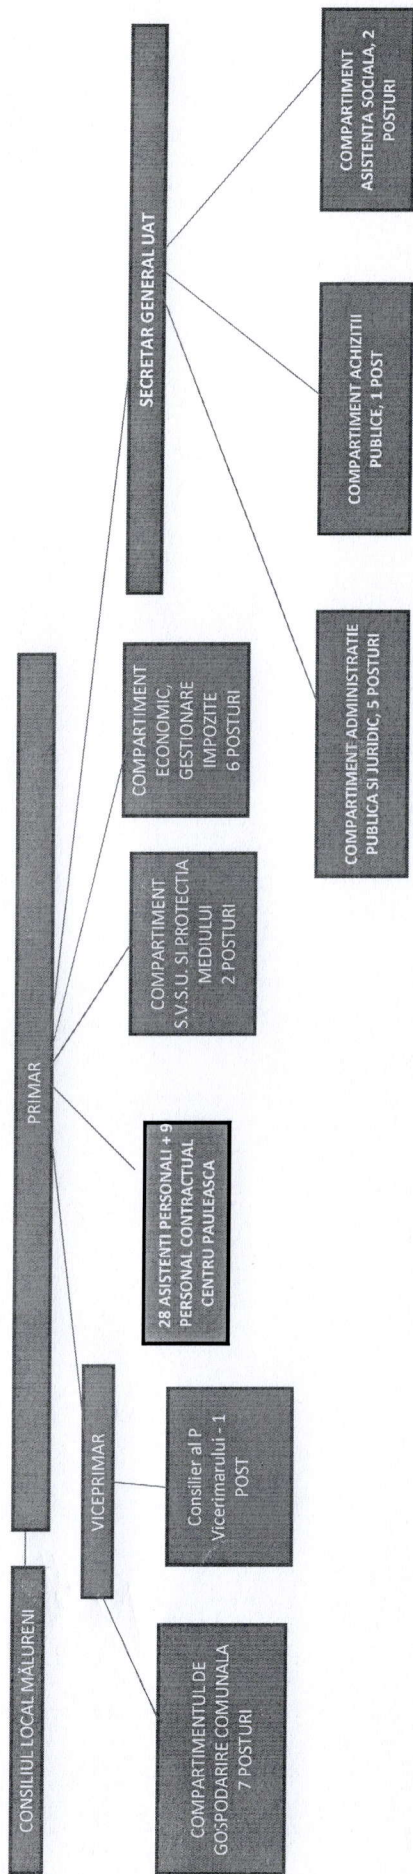 CONSILIUL LOCAL MĂLURENI
PRIMAR
VICEPRIMAR
SECRETAR GENERAL UAT
COMPARTIMENTUL DE
GOSPODARIRE COMUNALA
7 POSTURI
Consilier al P
Vicerimarului - 1
POST
28 ASISTENTI PERSONALI + 9
PERSONAL CONTRACTUAL
CENTRU PAULEASCA
COMPARTIMENT
S.V.S.U. SI PROTECTIA
MEDIULUI
2 POSTURI
COMPARTIMENT
ECONOMIC,
GESTIONARE
IMPOZITE
6 POSTURI
COMPARTIMENT ADMINISTRATIE
PUBLICA SI JURIDIC, 5 POSTURI
COMPARTIMENT ACHIZITII
PUBLICE, 1 POST
COMPARTIMENT
ASISTENTA SOCIALA, 2
POSTURI